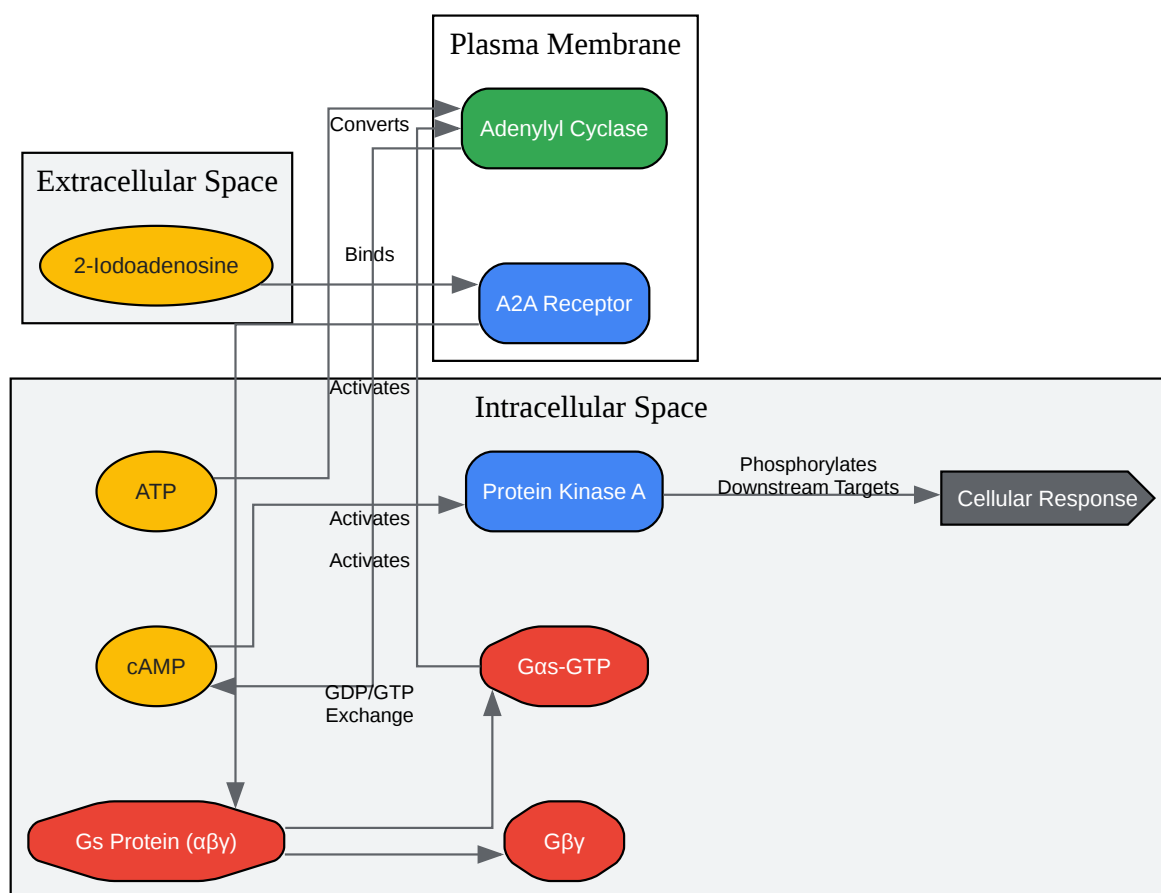 Plasma Membrane
Adenylyl Cyclase
Converts
Extracellular Space
2-Iodoadenosine
Binds
A2A Receptor
Activates
Intracellular Space
ATP
Protein Kinase A
Phosphorylates
Downstream Targets
Cellular Response
Activates
Activates
cAMP
Gαs-GTP
GDP/GTP
Exchange
Gs Protein (αβγ)
Gβγ